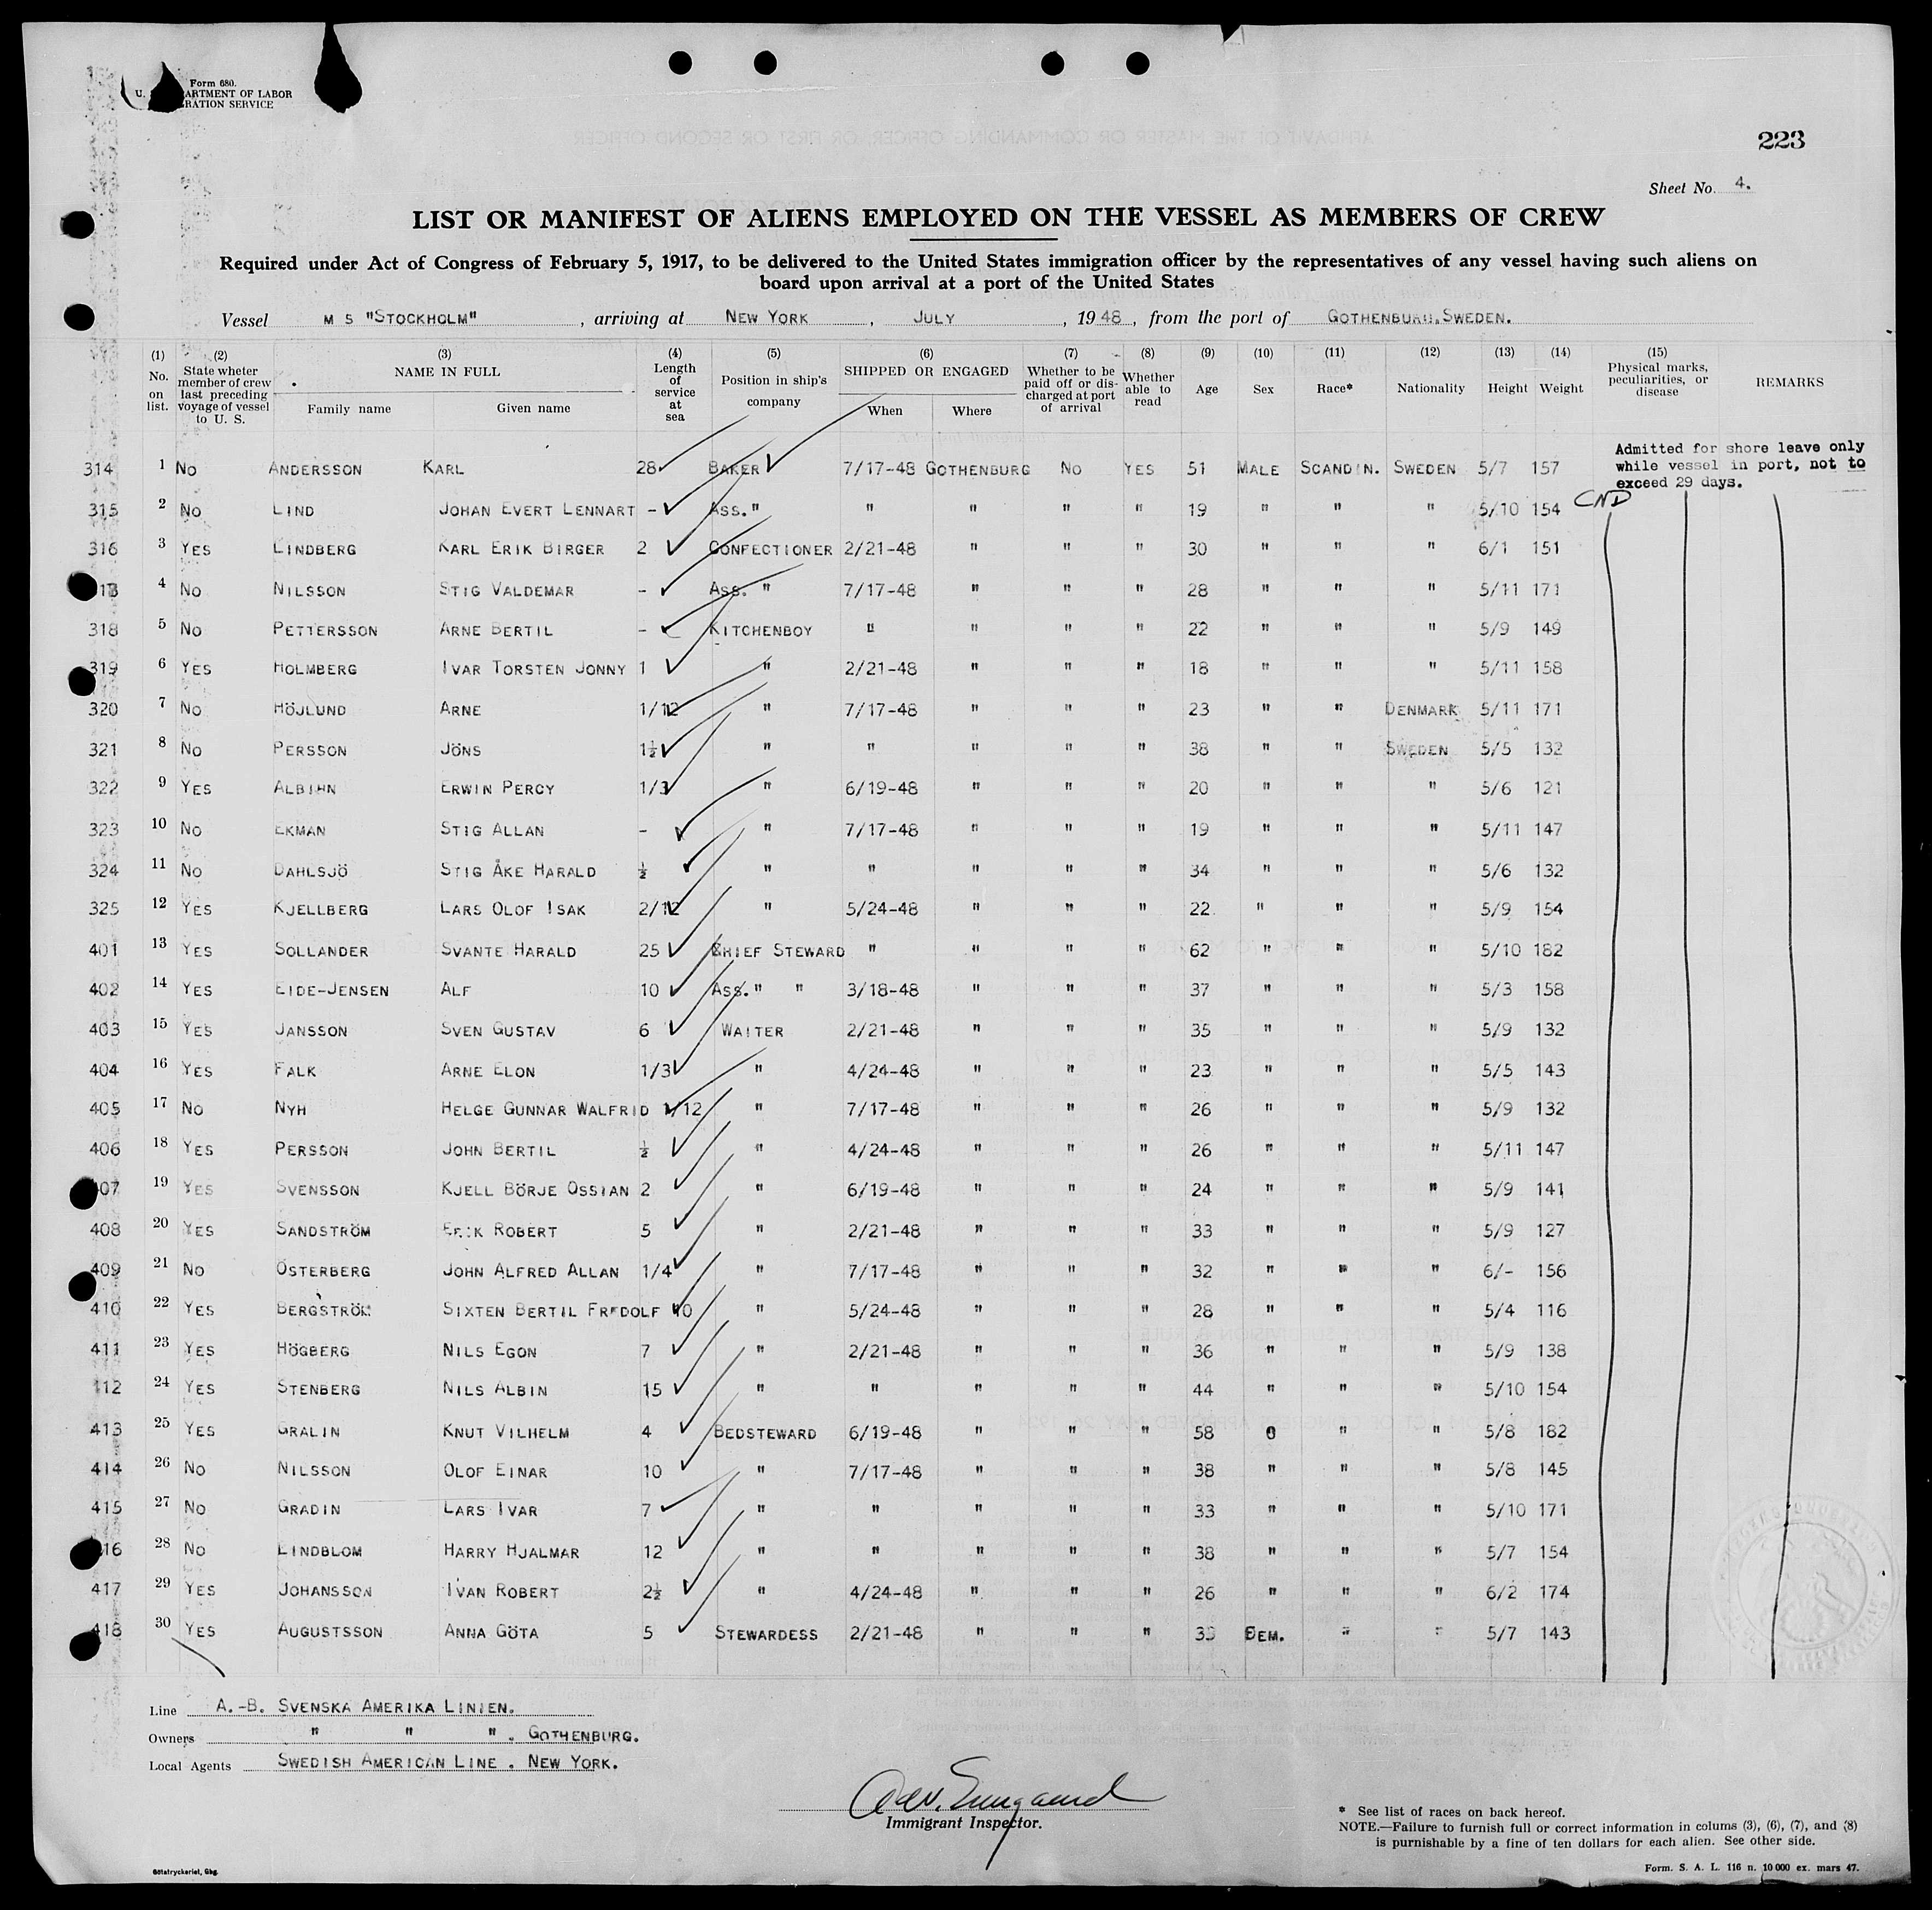 Form 680.
U. ARTMENT OF LABOR
RATION SERVICE
223
Sheet No. 4.
LIST OR MANIFEST OF ALIENS EMPLOYED ON THE VESSEL AS MEMBERS OF CREW
Required under Act of Congress of February 5, 1917, to be delivered to the United States immigration officer by the representatives of any vessel having such aliens on
board upon arrival at a port of the United States
Vessel M S "STOCKHOLM", arriving at NEW YORK, JULY, 1948, from the port of GOTHENBURG.SWEDEN.
(1) (2) (3) (4) (5) (6) (7) (8) (9) (10) (11) (12) (13) (14) (15)
No. on list. State wheter member of crew last preceding voyage of vessel to U. S. NAME IN FULL Family name Given name Length of service at sea Position in ship's company SHIPPED OR ENGAGED When Where Whether to be paid off or discharged at port of arrival Whether able to read Age Sex Race* Nationality Height Weight Physical marks, peculiarities, or disease REMARKS
Admitted for shore leave only
while vessel in port, not to
exceed 29 days.
314 1 NO ANDERSSON KARL 28 BAKER 7/17-48 GOTHENBURG NO YES 51 MALE SCANDIN. SWEDEN 5/7 157
CND
315 2 NO LIND JOHAN EVERT LENNART - ASS." " " " " 19 " " " 5/10 154
316 3 YES LINDBERG KARL ERIK BIRGER 2 CONFECTIONER 2/21-48 " " " 30 " " " 6/1 151
4 NO NILSSON STIG VALDEMAR - ASS. " 7/17-48 " " " 28 " " " 5/11 171
318 5 NO PETTERSSON ARNE BERTIL - KITCHENBOY " " " " 22 " " " 5/9 149
319 6 YES HOLMBERG IVAR TORSTEN JONNY 1 " 2/21-48 " " " 18 " " " 5/11 158
320 7 NO HÖJLUND ARNE 1/12 " 7/17-48 " " " 23 " " DENMARK 5/11 171
321 8 NO PERSSON JÖNS 1½ " " " " " 38 " " SWEDEN 5/5 132
322 9 YES ALBIHN ERWIN PERCY 1/3 " 6/19-48 " " " 20 " " " 5/6 121
323 10 NO EKMAN STIG ALLAN - " 7/17-48 " " " 19 " " " 5/11 147
324 11 NO DAHLSJÖ STIG ÅKE HARALD ½ " " " " " 34 " " " 5/6 132
325 12 YES KJELLBERG LARS OLOF ISAK 2/12 " 5/24-48 " " " 22 " " " 5/9 154
401 13 YES SOLLANDER SVANTE HARALD 25 CHIEF STEWARD " " " " 62 " " " 5/10 182
402 14 YES EIDE-JENSEN ALF 10 ASS. " " 3/18-48 " " " 37 " " " 5/3 158
403 15 YES JANSSON SVEN GUSTAV 6 WAITER 2/21-48 " " " 35 " " " 5/9 132
404 16 YES FALK ARNE ELON 1/3 " 4/24-48 " " " 23 " " " 5/5 143
405 17 NO NYH HELGE GUNNAR WALFRID 1/12 " 7/17-48 " " " 26 " " " 5/9 132
406 18 YES PERSSON JOHN BERTIL ½ " 4/24-48 " " " 26 " " " 5/11 147
407 19 YES SVENSSON KJELL BÖRJE OSSIAN 2 " 6/19-48 " " " 24 " " " 5/9 141
408 20 YES SANDSTRÖM ERIK ROBERT 5 " 2/21-48 " " " 33 " " " 5/9 127
409 21 NO ÖSTERBERG JOHN ALFRED ALLAN 1/4 " 7/17-48 " " " 32 " " " 6/- 156
410 22 YES BERGSTRÖM SIXTEN BERTIL FREDOLF 10 " 5/24-48 " " " 28 " " " 5/4 116
411 23 YES HÖGBERG NILS EGON 7 " 2/21-48 " " " 36 " " " 5/9 138
412 24 YES STENBERG NILS ALBIN 15 " " " " " 44 " " " 5/10 154
413 25 YES GRALIN KNUT VILHELM 4 BEDSTEWARD 6/19-48 " " " 58 " " " 5/8 182
414 26 NO NILSSON OLOF EINAR 10 " 7/17-48 " " " 38 " " " 5/8 145
415 27 NO GRADIN LARS IVAR 7 " " " " " 33 " " " 5/10 171
416 28 NO LINDBLOM HARRY HJALMAR 12 " " " " " 38 " " " 5/7 154
417 29 YES JOHANSSON IVAN ROBERT 2½ " 4/24-48 " " " 26 " " " 6/2 174
418 30 YES AUGUSTSSON ANNA GÖTA 5 STEWARDESS 2/21-48 " " " FEM. " " 5/7 143
Line A.-B. SVENSKA AMERIKA LINIEN.
Owners " " " . GOTHENBURG.
Local Agents SWEDISH AMERICAN LINE . NEW YORK.
Immigrant Inspector.
* See list of races on back hereof.
NOTE.—Failure to furnish full or correct information in colums (3), (6), (7), and (8)
is purnishable by a fine of ten dollars for each alien. See other side.
Götatryckeriet, Gbg.
Form. S. A. L. 116 n. 10 000 ex. mars 47.